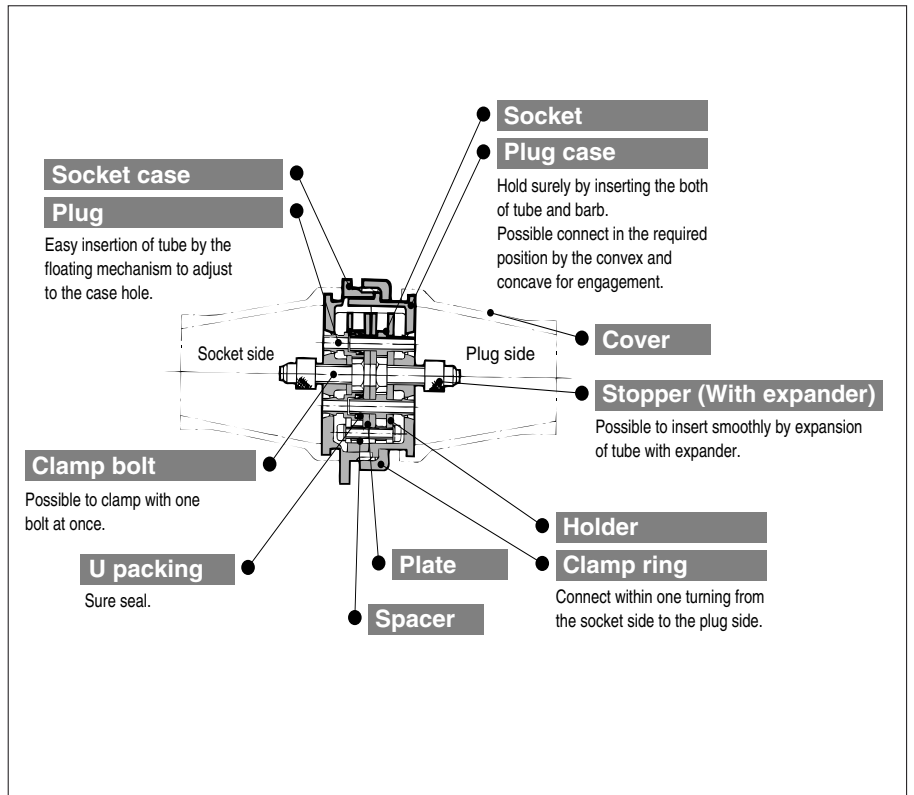 Socket
Plug case
Hold surely by inserting the both
of tube and barb.
Possible connect in the required
position by the convex and
concave for engagement.
Socket case
Plug
Easy insertion of tube by the
floating mechanism to adjust
to the case hole.
Socket side
Plug side
Cover
Stopper (With expander)
Possible to insert smoothly by expansion
of tube with expander.
Clamp bolt
Possible to clamp with one
bolt at once.
Holder
U packing
Sure seal.
Plate
Clamp ring
Connect within one turning from
the socket side to the plug side.
Spacer